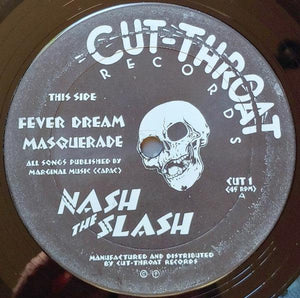 CUT-THROAT
RECORDS
THIS SIDE
FEVER DREAM
MASQUERADE
ALL SONGS PUBLISHED BY
MARGINAL MUSIC (CAPAC)
CUT 1
(45 RPM)
A
NASH
THE
SLASH
MANUFACTURED AND DISTRIBUTED
BY CUT-THROAT RECORDS
© ℗